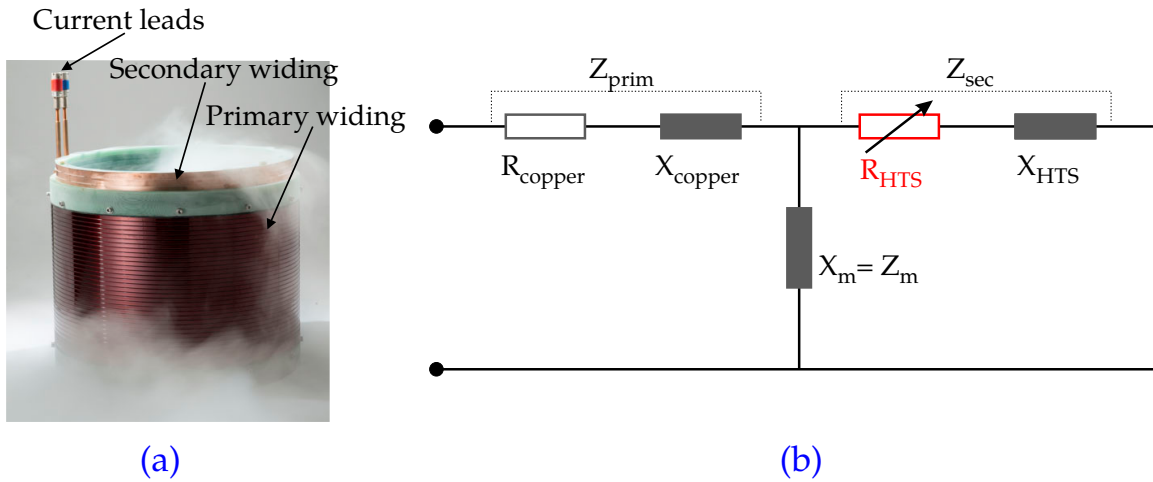 Current leads
Secondary widing
Primary widing
(a)
Z_prim
Z_sec
R_copper
X_copper
R_HTS
X_HTS
X_m= Z_m
(b)